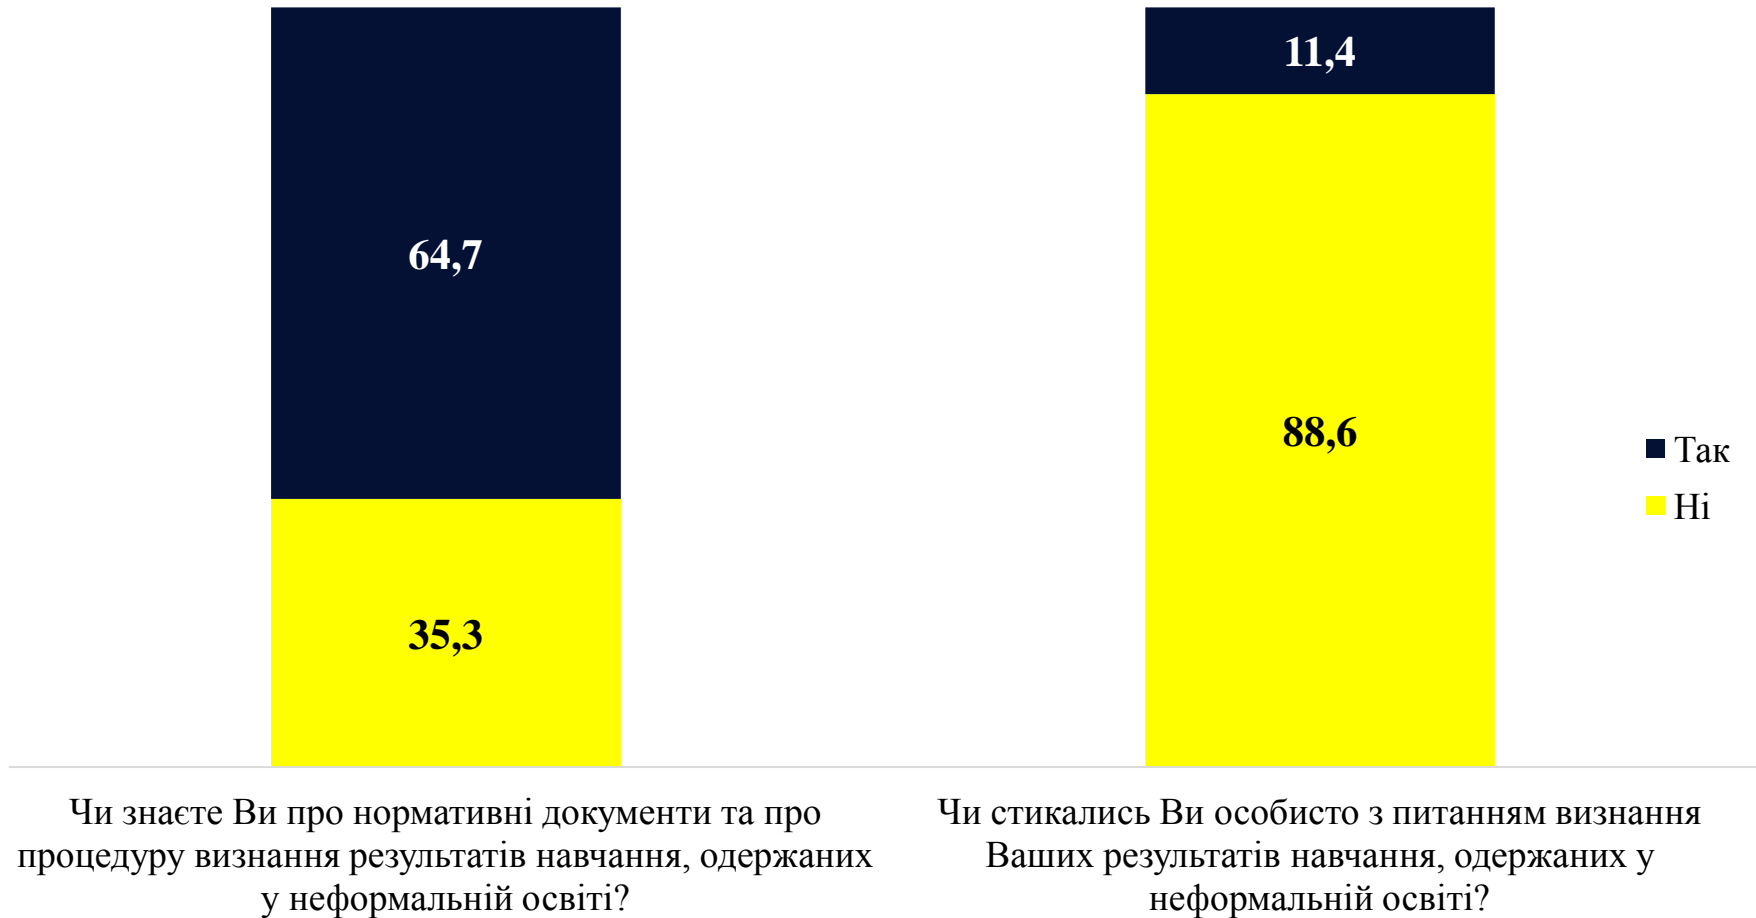 11,4
64,7
88,6
35,3
Так
Ні
Чи знаєте Ви про нормативні документи та про
процедуру визнання результатів навчання, одержаних
у неформальній освіті?
Чи стикались Ви особисто з питанням визнання
Ваших результатів навчання, одержаних у
неформальній освіті?